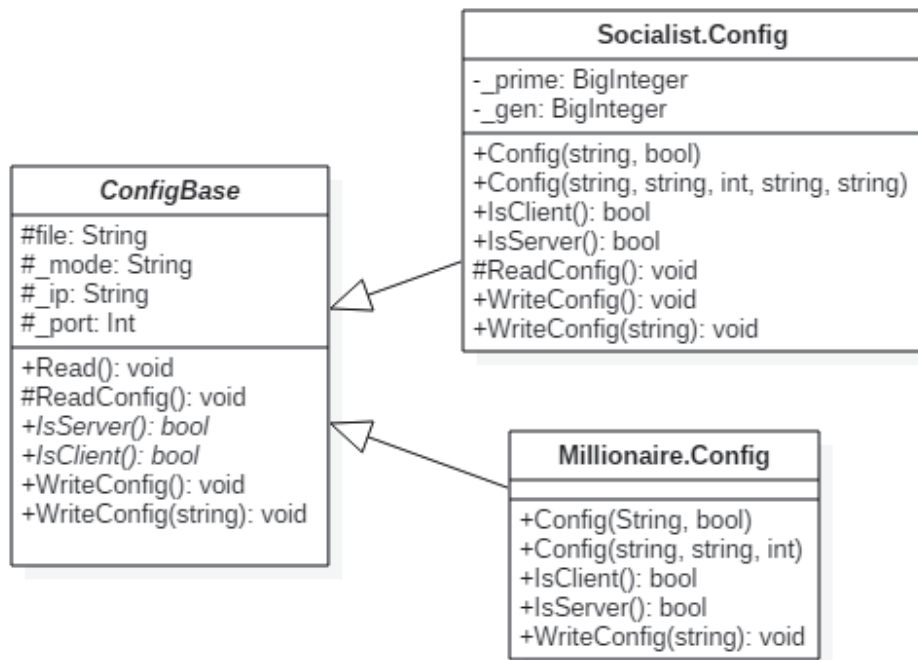 Socialist.Config
-_prime: BigInteger
-_gen: BigInteger
+Config(string, bool)
+Config(string, string, int, string, string)
+IsClient(): bool
+IsServer(): bool
#ReadConfig(): void
+WriteConfig(): void
+WriteConfig(string): void
ConfigBase
#file: String
#_mode: String
#_ip: String
#_port: Int
+Read(): void
#ReadConfig(): void
+IsServer(): bool
+IsClient(): bool
+WriteConfig(): void
+WriteConfig(string): void
Millionaire.Config
+Config(String, bool)
+Config(string, string, int)
+IsClient(): bool
+IsServer(): bool
+WriteConfig(string): void